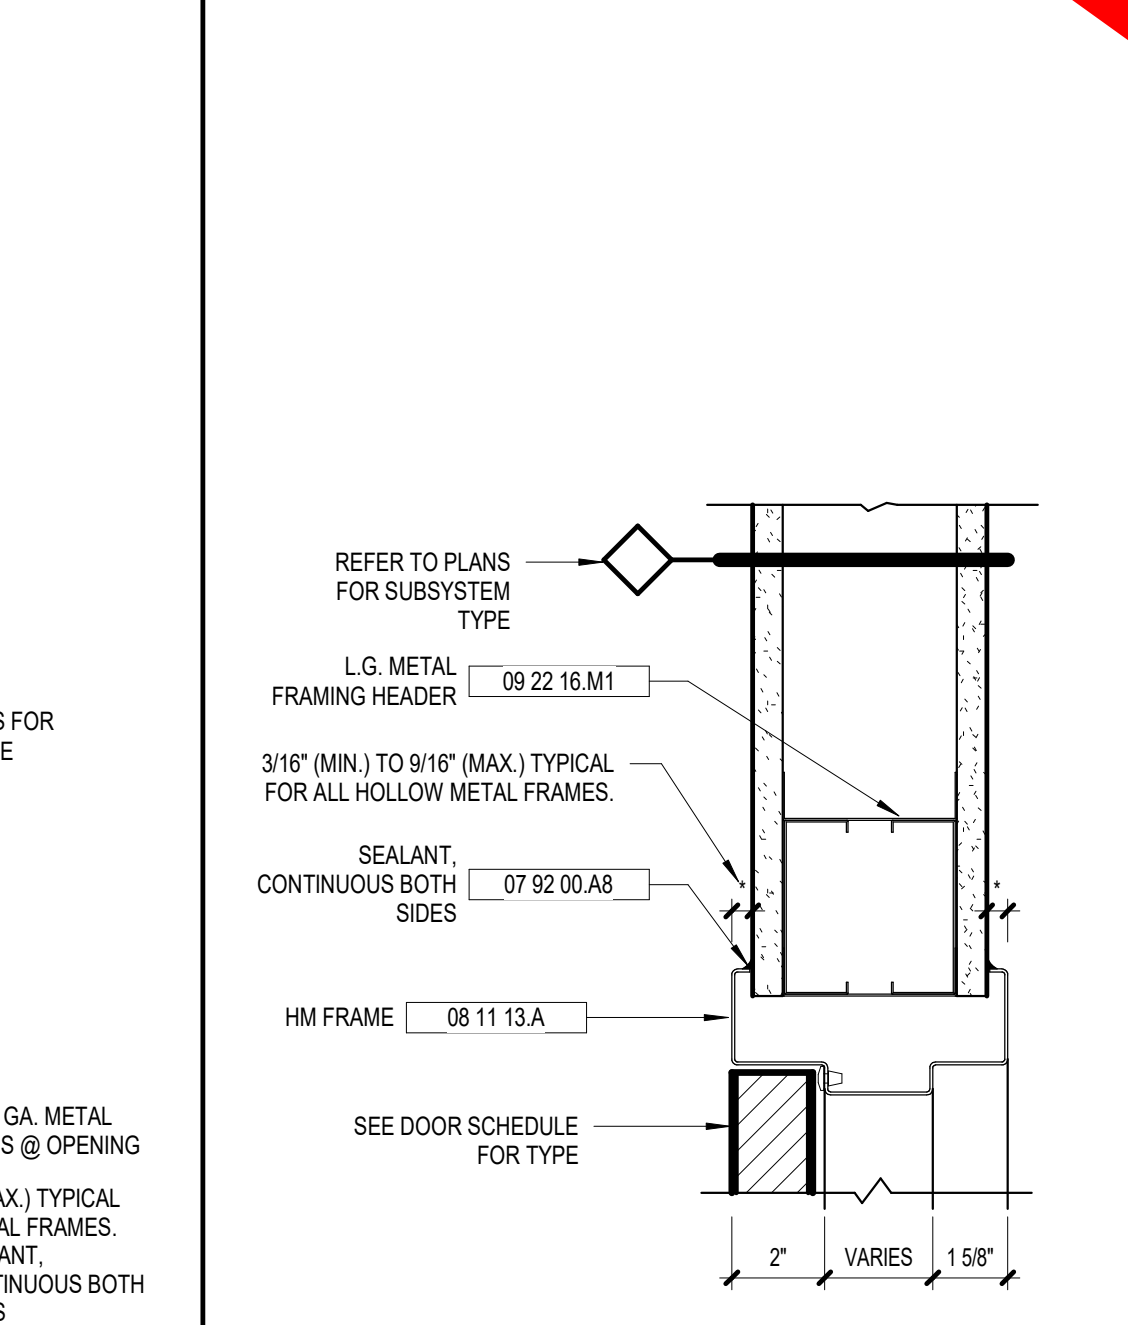 REFER TO PLANS
FOR SUBSYSTEM
TYPE
L.G. METAL
FRAMING HEADER
09 22 16.M1
3/16" (MIN.) TO 9/16" (MAX.) TYPICAL
FOR ALL HOLLOW METAL FRAMES.
SEALANT,
CONTINUOUS BOTH
SIDES
07 92 00.A8
*
*
HM FRAME
08 11 13.A
SEE DOOR SCHEDULE
FOR TYPE
2"
VARIES
1 5/8"
S FOR
E
GA. METAL
S @ OPENING
AX.) TYPICAL
AL FRAMES.
ANT,
TINUOUS BOTH
S